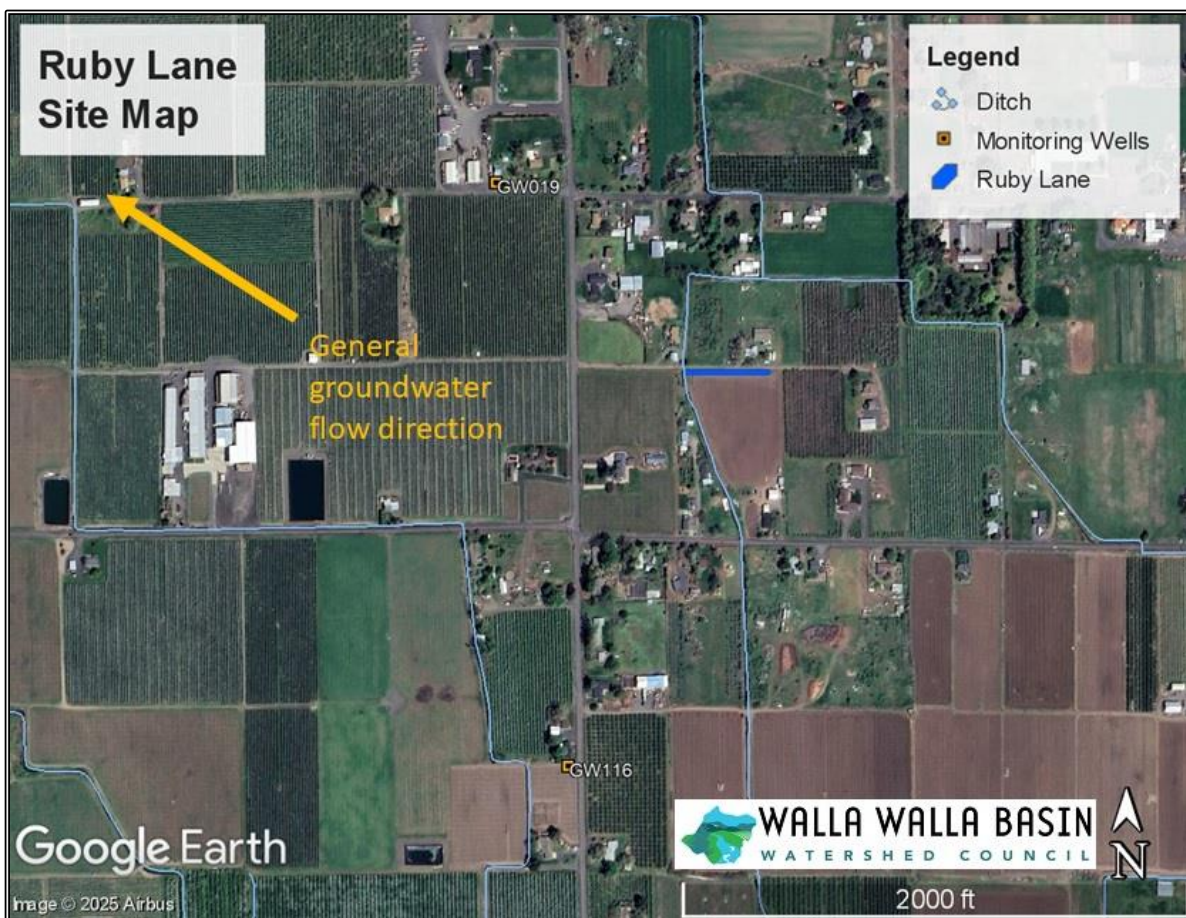 Ruby Lane
Site Map
Legend
Ditch
Monitoring Wells
Ruby Lane
GW019
General
groundwater
flow direction
GW116
WALLA WALLA BASIN
WATERSHED COUNCIL
N
Google Earth
2000 ft
Image © 2025 Airbus